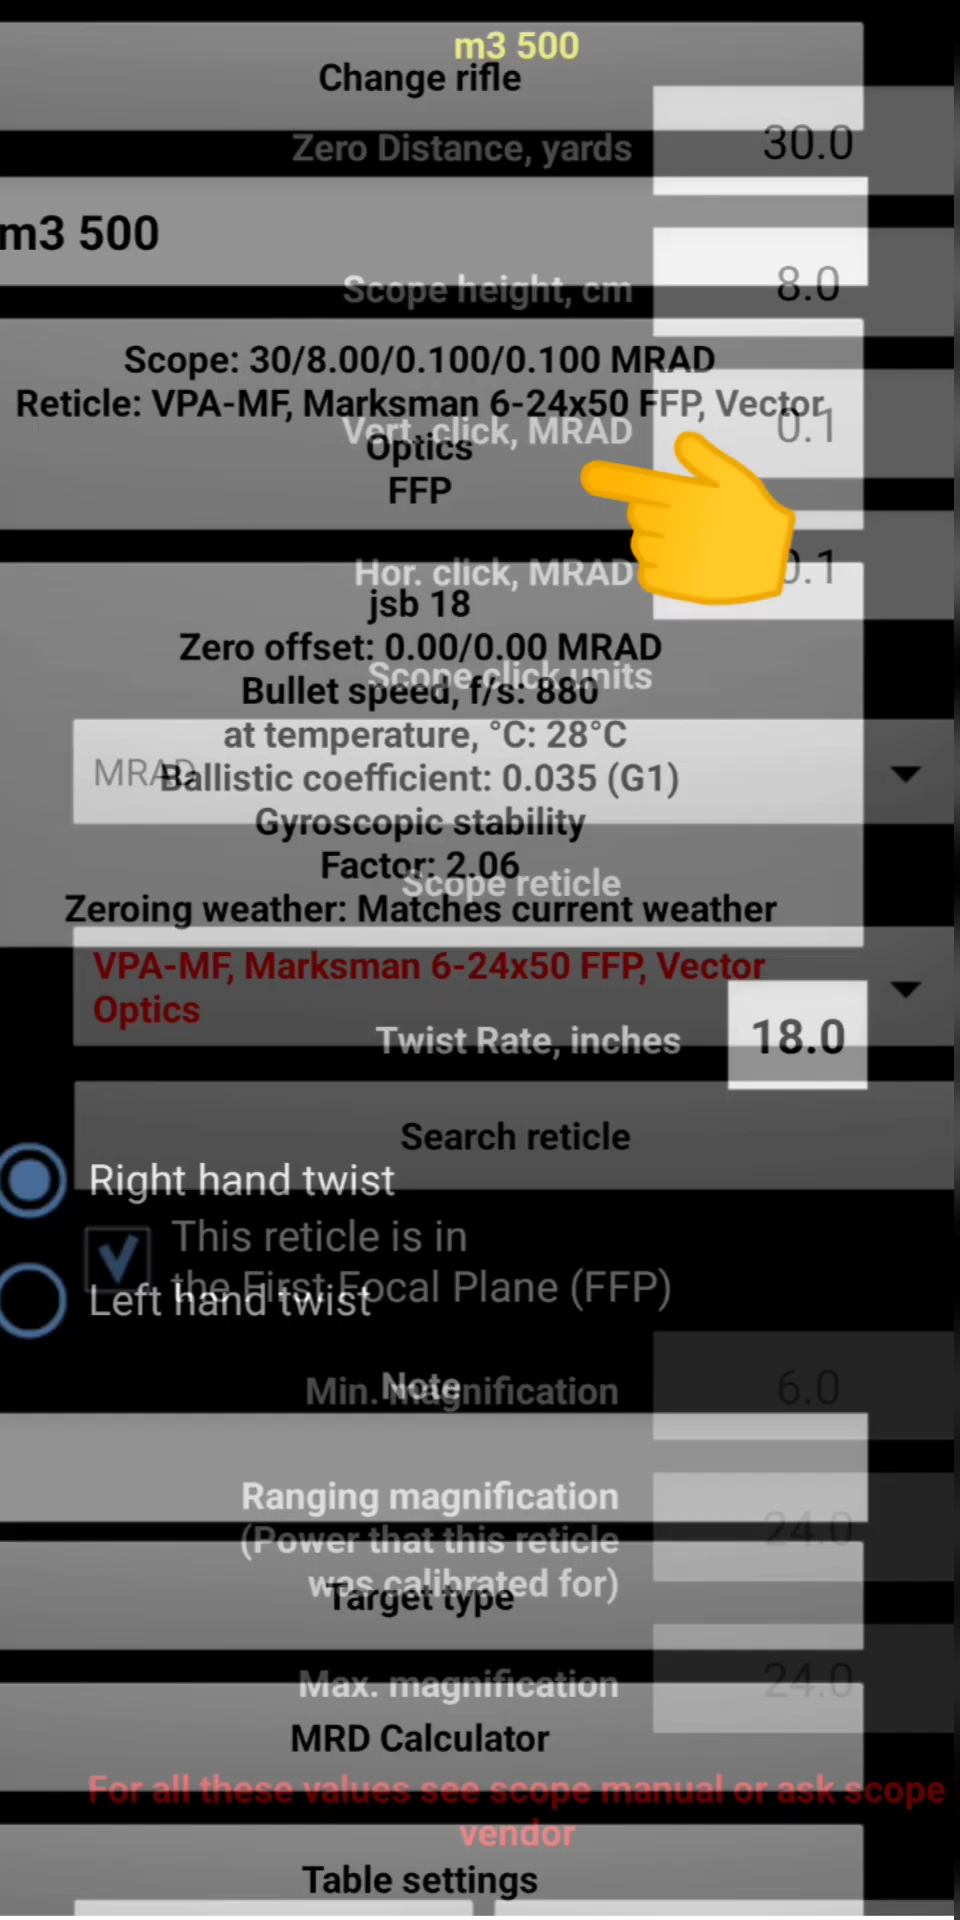 m3 500
Change rifle
Zero Distance, yards 30.0
m3 500
Scope height, cm 8.0
Scope: 30/8.00/0.100/0.100 MRAD
Reticle: VPA-MF, Marksman 6-24x50 FFP, Vector
Vert. click, MRAD 0.1
Optics
FFP
Hor. click, MRAD 0.1
jsb 18
Zero offset: 0.00/0.00 MRAD
Scope click units
Bullet speed, f/s: 880
at temperature, °C: 28°C
MRAD
Ballistic coefficient: 0.035 (G1)
Gyroscopic stability
Factor: 2.06
Scope reticle
Zeroing weather: Matches current weather
VPA-MF, Marksman 6-24x50 FFP, Vector
Optics
Twist Rate, inches 18.0
Search reticle
Right hand twist
This reticle is in
the First Focal Plane (FFP)
Left hand twist
Note
Min. magnification 6.0
Ranging magnification
(Power that this reticle 24.0
was calibrated for)
Target type
Max. magnification 24.0
MRD Calculator
For all these values see scope manual or ask scope
vendor
Table settings